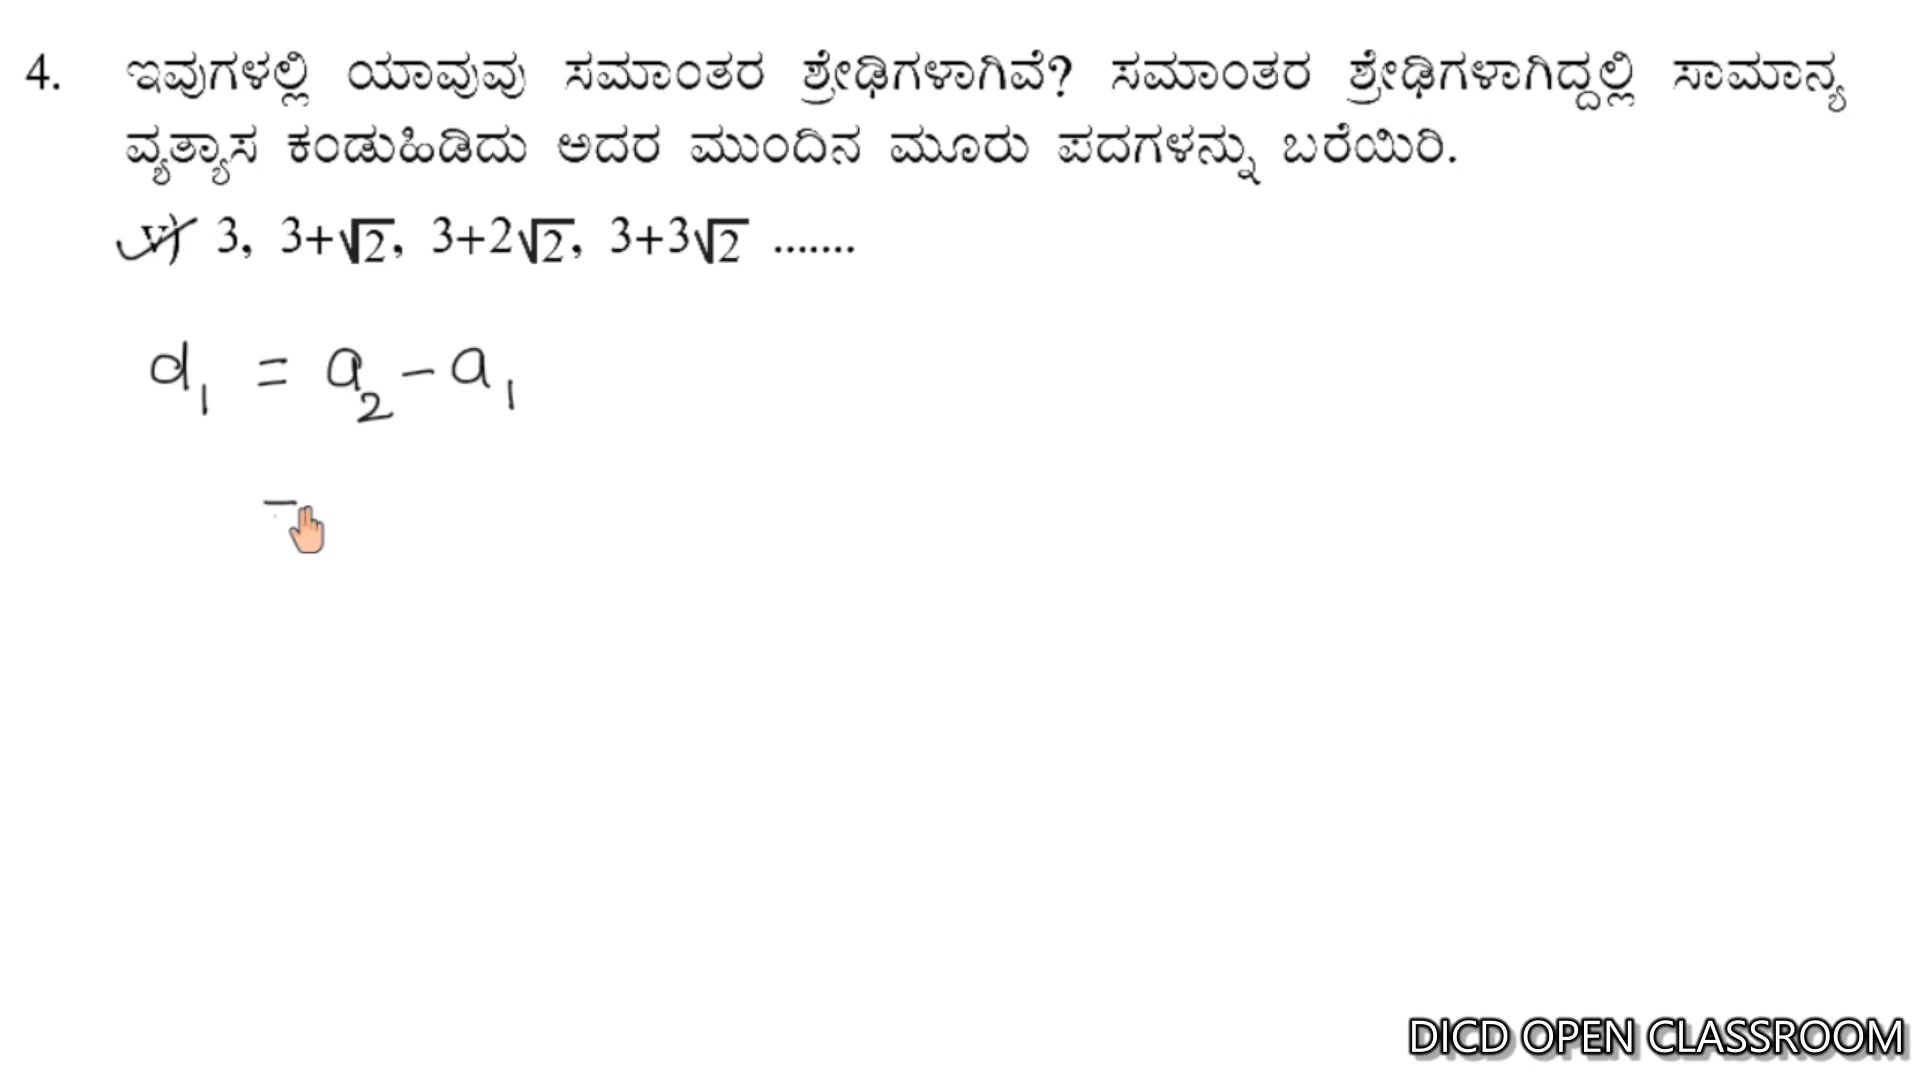 4. ಇವುಗಳಲ್ಲಿ ಯಾವುವು ಸಮಾಂತರ ಶ್ರೇಢಿಗಳಾಗಿವೆ? ಸಮಾಂತರ ಶ್ರೇಢಿಗಳಾಗಿದ್ದಲ್ಲಿ ಸಾಮಾನ್ಯ
ವ್ಯತ್ಯಾಸ ಕಂಡುಹಿಡಿದು ಅದರ ಮುಂದಿನ ಮೂರು ಪದಗಳನ್ನು ಬರೆಯಿರಿ.
v) 3, 3+√2, 3+2√2, 3+3√2 .......
d₁ = a₂ - a₁
DICD OPEN CLASSROOM